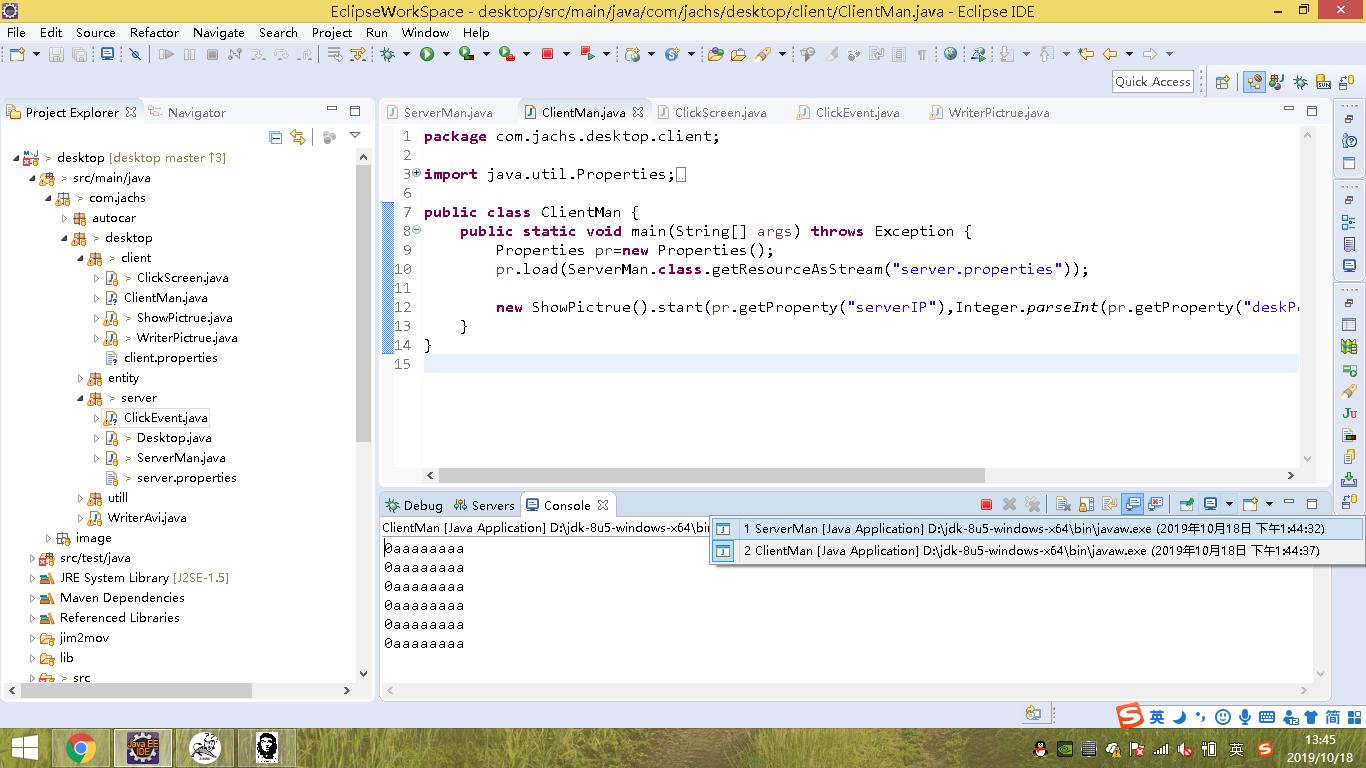 EclipseWorkSpace - desktop/src/main/java/com/jachs/desktop/client/ClientMan.java - Eclipse IDE
File Edit Source Refactor Navigate Search Project Run Window Help
Quick Access
Project Explorer Navigator
> desktop [desktop master ↑3]
> src/main/java
> com.jachs
autocar
> desktop
> client
> ClickScreen.java
ClientMan.java
> ShowPictrue.java
> WriterPictrue.java
client.properties
entity
> server
ClickEvent.java
> Desktop.java
> ServerMan.java
> server.properties
utill
WriterAvi.java
> image
src/test/java
JRE System Library [J2SE-1.5]
Maven Dependencies
Referenced Libraries
jim2mov
lib
> src
ServerMan.java ClientMan.java ClickScreen.java ClickEvent.java WriterPictrue.java
1 package com.jachs.desktop.client;
2
3 import java.util.Properties;
6
7 public class ClientMan {
8 public static void main(String[] args) throws Exception {
9 Properties pr=new Properties();
10 pr.load(ServerMan.class.getResourceAsStream("server.properties"));
11
12 new ShowPictrue().start(pr.getProperty("serverIP"),Integer.parseInt(pr.getProperty("deskP
13 }
14 }
15
Debug Servers Console
ClientMan [Java Application] D:\jdk-8u5-windows-x64\bin
1 ServerMan [Java Application] D:\jdk-8u5-windows-x64\bin\javaw.exe (2019年10月18日 下午1:44:32)
2 ClientMan [Java Application] D:\jdk-8u5-windows-x64\bin\javaw.exe (2019年10月18日 下午1:44:37)
0aaaaaaaa
0aaaaaaaa
0aaaaaaaa
0aaaaaaaa
0aaaaaaaa
0aaaaaaaa
英 简
Java EE
IDE
英
13:45
2019/10/18